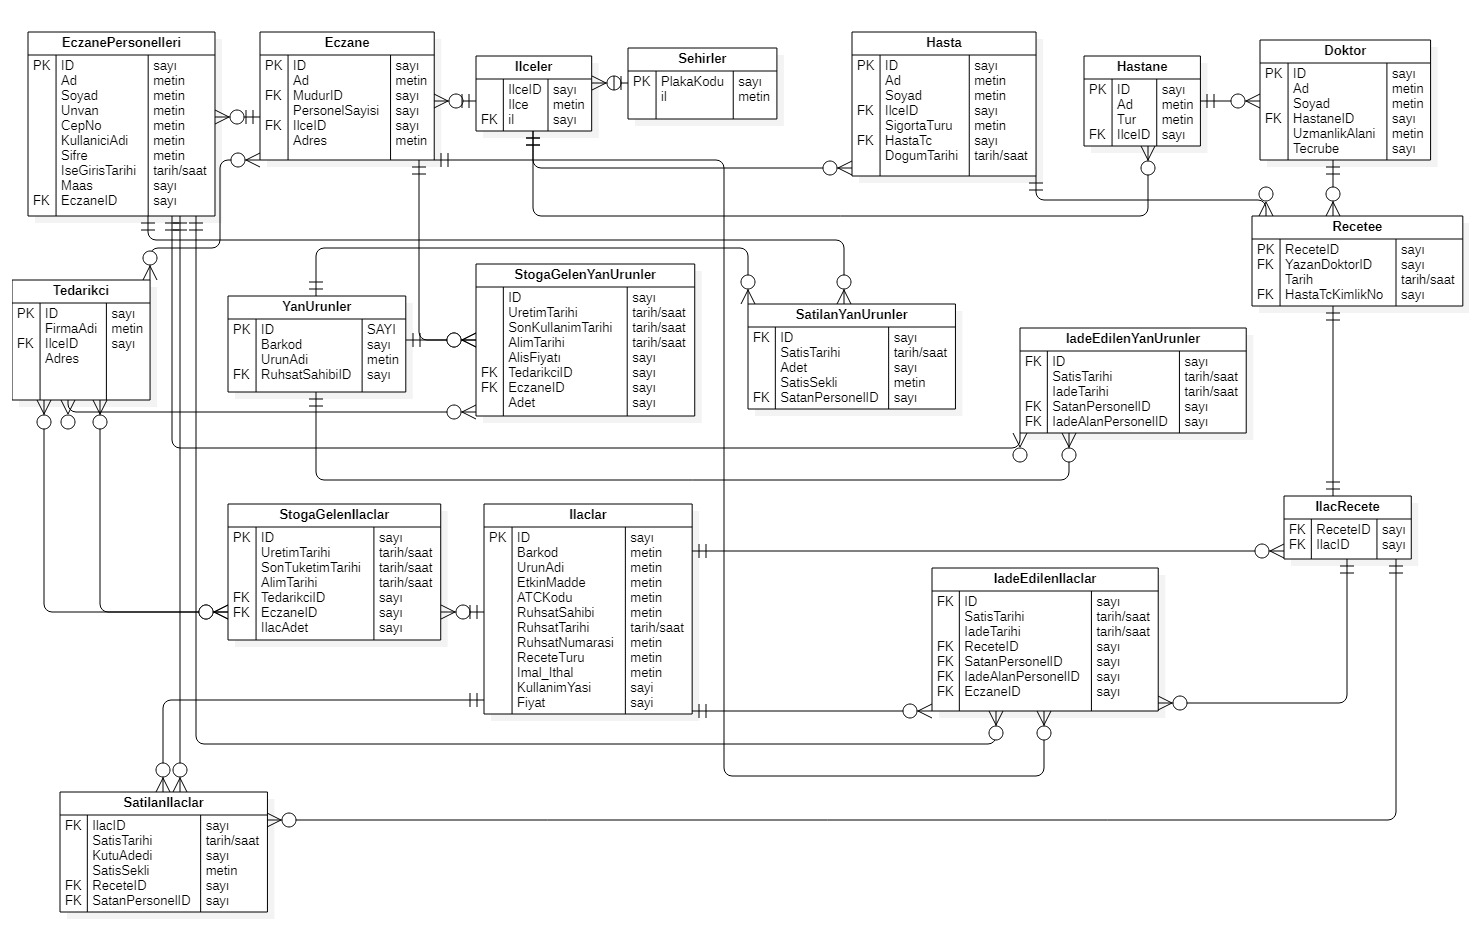 EczanePersonelleri
PK ID sayı
Ad metin
Soyad metin
Unvan metin
CepNo metin
KullaniciAdi metin
Sifre metin
IseGirisTarihi tarih/saat
Maas sayı
FK EczaneID sayı
Eczane
PK ID sayı
Ad metin
FK MudurID sayı
PersonelSayisi sayı
FK IlceID sayı
Adres metin
Ilceler
IlceID sayı
Ilce metin
FK il sayı
Sehirler
PK PlakaKodu sayı
il metin
Hasta
PK ID sayı
Ad metin
Soyad metin
FK IlceID sayı
SigortaTuru metin
FK HastaTc sayı
DogumTarihi tarih/saat
Hastane
PK ID sayı
Ad metin
Tur metin
FK IlceID sayı
Doktor
PK ID sayı
Ad metin
Soyad metin
FK HastaneID sayı
UzmanlikAlani metin
Tecrube sayı
Recetee
PK ReceteID sayı
FK YazanDoktorID sayı
Tarih tarih/saat
FK HastaTcKimlikNo sayı
Tedarikci
PK ID sayı
FirmaAdi metin
FK IlceID sayı
Adres
YanUrunler
PK ID SAYI
Barkod sayı
UrunAdi metin
FK RuhsatSahibiID sayı
StogaGelenYanUrunler
ID sayı
UretimTarihi tarih/saat
SonKullanimTarihi tarih/saat
AlimTarihi tarih/saat
AlisFiyatı sayı
FK TedarikciID sayı
FK EczaneID sayı
Adet sayı
SatilanYanUrunler
FK ID sayı
SatisTarihi tarih/saat
Adet sayı
SatisSekli metin
FK SatanPersonelID sayı
IadeEdilenYanUrunler
FK ID sayı
SatisTarihi tarih/saat
IadeTarihi tarih/saat
FK SatanPersonelID sayı
FK IadeAlanPersonelID sayı
StogaGelenIlaclar
PK ID sayı
UretimTarihi tarih/saat
SonTuketimTarihi tarih/saat
AlimTarihi tarih/saat
FK TedarikciID sayı
FK EczaneID sayı
IlacAdet sayı
Ilaclar
PK ID sayı
Barkod metin
UrunAdi metin
EtkinMadde metin
ATCKodu metin
RuhsatSahibi metin
RuhsatTarihi tarih/saat
RuhsatNumarasi metin
ReceteTuru metin
Imal_Ithal metin
KullanimYasi sayi
Fiyat sayi
IlacRecete
FK ReceteID sayı
FK IlacID sayı
IadeEdilenIlaclar
FK ID sayı
SatisTarihi tarih/saat
IadeTarihi tarih/saat
FK ReceteID sayı
FK SatanPersonelID sayı
FK IadeAlanPersonelID sayı
FK EczaneID sayı
SatilanIlaclar
FK IlacID sayı
SatisTarihi tarih/saat
KutuAdedi sayı
SatisSekli metin
FK ReceteID sayı
FK SatanPersonelID sayı